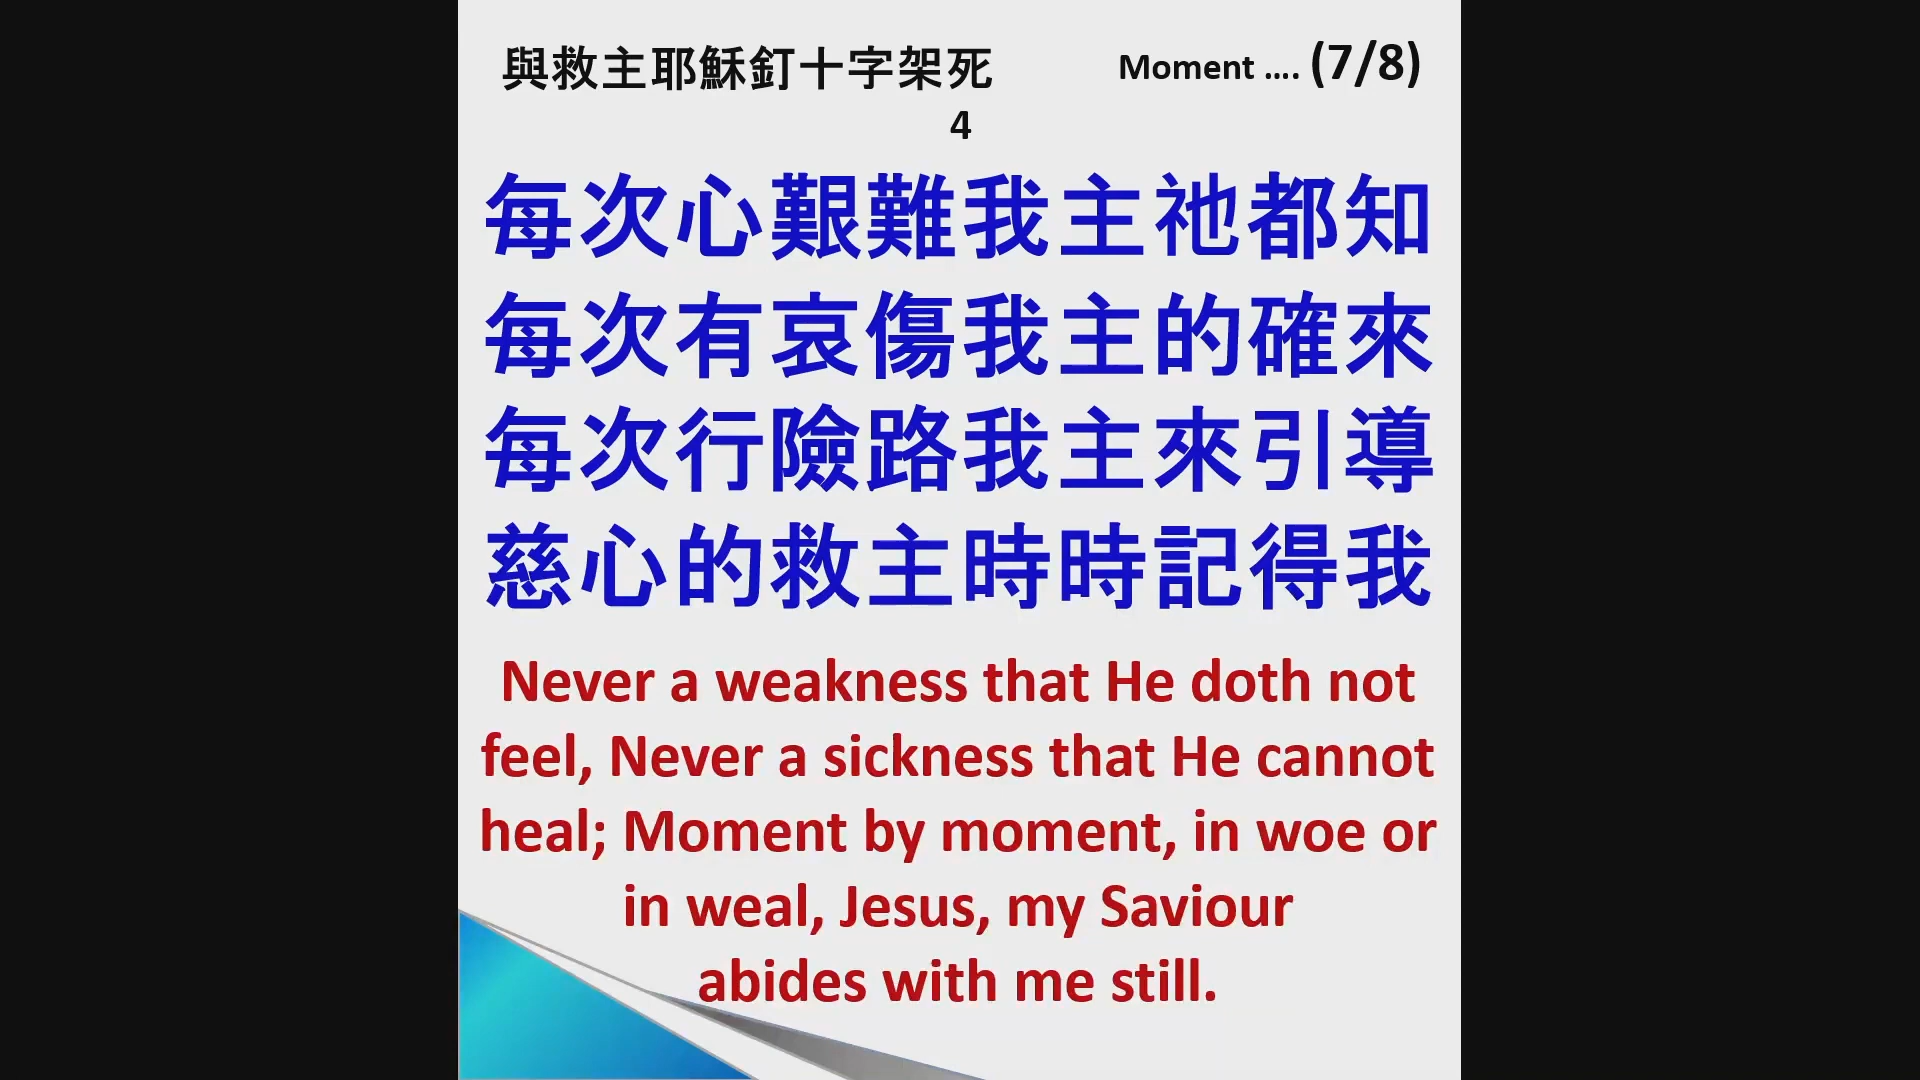 與救主耶穌釘十字架死 Moment .... (7/8)
4
每次心艱難我主祂都知
每次有哀傷我主的確來
每次行險路我主來引導
慈心的救主時時記得我
Never a weakness that He doth not
feel, Never a sickness that He cannot
heal; Moment by moment, in woe or
in weal, Jesus, my Saviour
abides with me still.